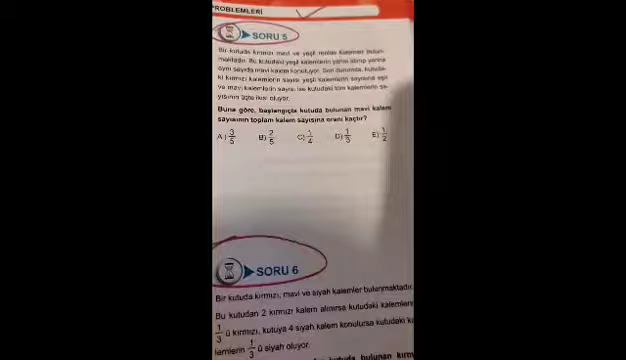 PROBLEMLERİ
SORU 5
Bir kutuda kırmızı mavi ve yeşil renkte kalemler bulun-
maktadır. Bu kutudaki yeşil kalemlerin yarısı alınıp yerine
aynı sayıda mavi kalem konuluyor. Son durumda, kutuda-
ki kırmızı kalemlerin sayısı yeşil kalemlerin sayısına eşit
ve mavi kalemlerin sayısı ise kutudaki tüm kalemlerin sa-
yısının üçte ikisi oluyor.
Buna göre, başlangıçta kutuda bulunan mavi kalem
sayısının toplam kalem sayısına oranı kaçtır?
A) 3/5 B) 2/5 C) 1/4 D) 1/3 E) 1/2
SORU 6
Bir kutuda kırmızı, mavi ve siyah kalemler bulunmaktadır.
Bu kutudan 2 kırmızı kalem alınırsa kutudaki kalemlerin
1/3 ü kırmızı, kutuya 4 siyah kalem konulursa kutudaki
lemlerin 1/3 ü siyah oluyor.
kutuda bulunan